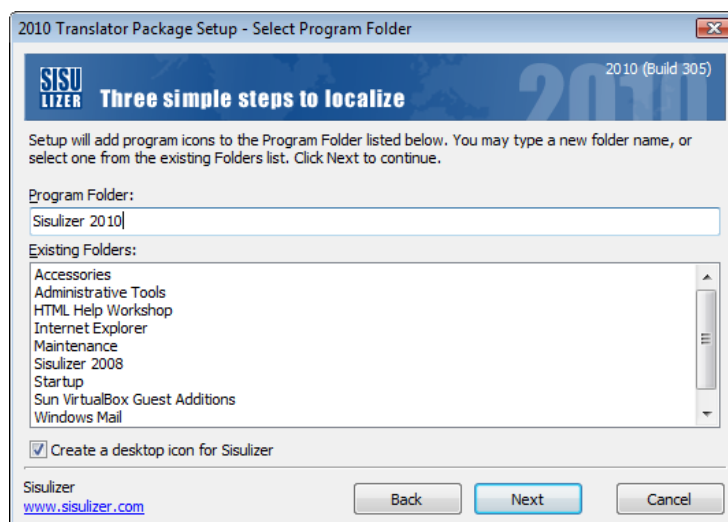 2010 Translator Package Setup - Select Program Folder
2010 (Build 305)
SISU
LIZER
Three simple steps to localize
2010
Setup will add program icons to the Program Folder listed below. You may type a new folder name, or
select one from the existing Folders list. Click Next to continue.
Program Folder:
Sisulizer 2010
Existing Folders:
Accessories
Administrative Tools
HTML Help Workshop
Internet Explorer
Maintenance
Sisulizer 2008
Startup
Sun VirtualBox Guest Additions
Windows Mail
Create a desktop icon for Sisulizer
Sisulizer
www.sisulizer.com
Back
Next
Cancel